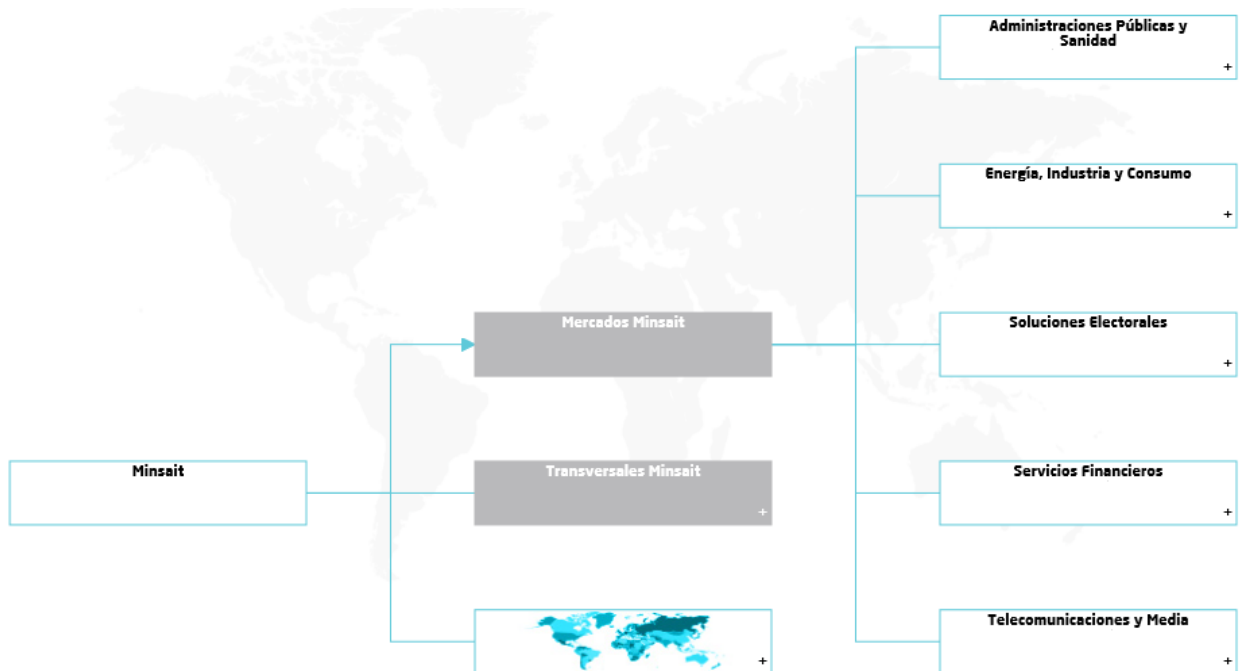 Administraciones Públicas y
Sanidad
+
Energía, Industria y Consumo
+
Mercados Minsait
Soluciones Electorales
+
Minsait
Transversales Minsait
+
Servicios Financieros
+
+
Telecomunicaciones y Media
+